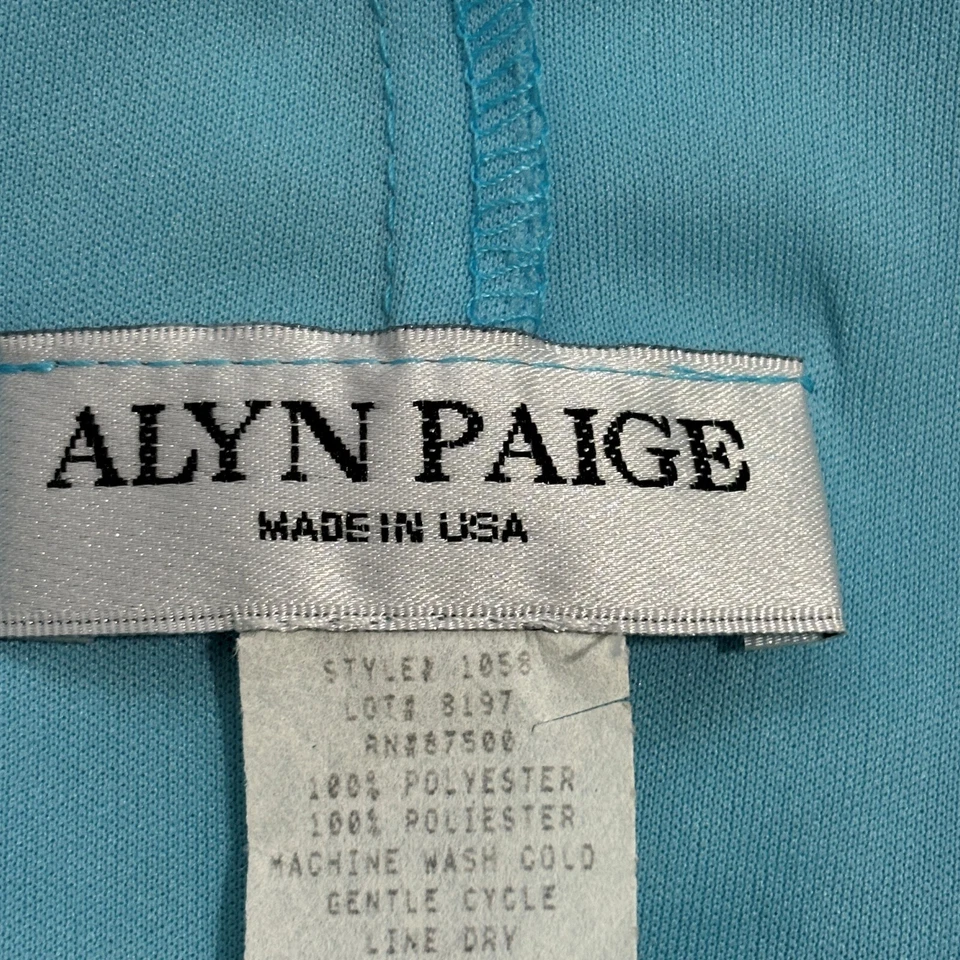 ALYN PAIGE
MADE IN USA
STYLE# 1058
LOT# 8197
RN#87500
100% POLYESTER
100% POLIESTER
MACHINE WASH COLD
GENTLE CYCLE
LINE DRY